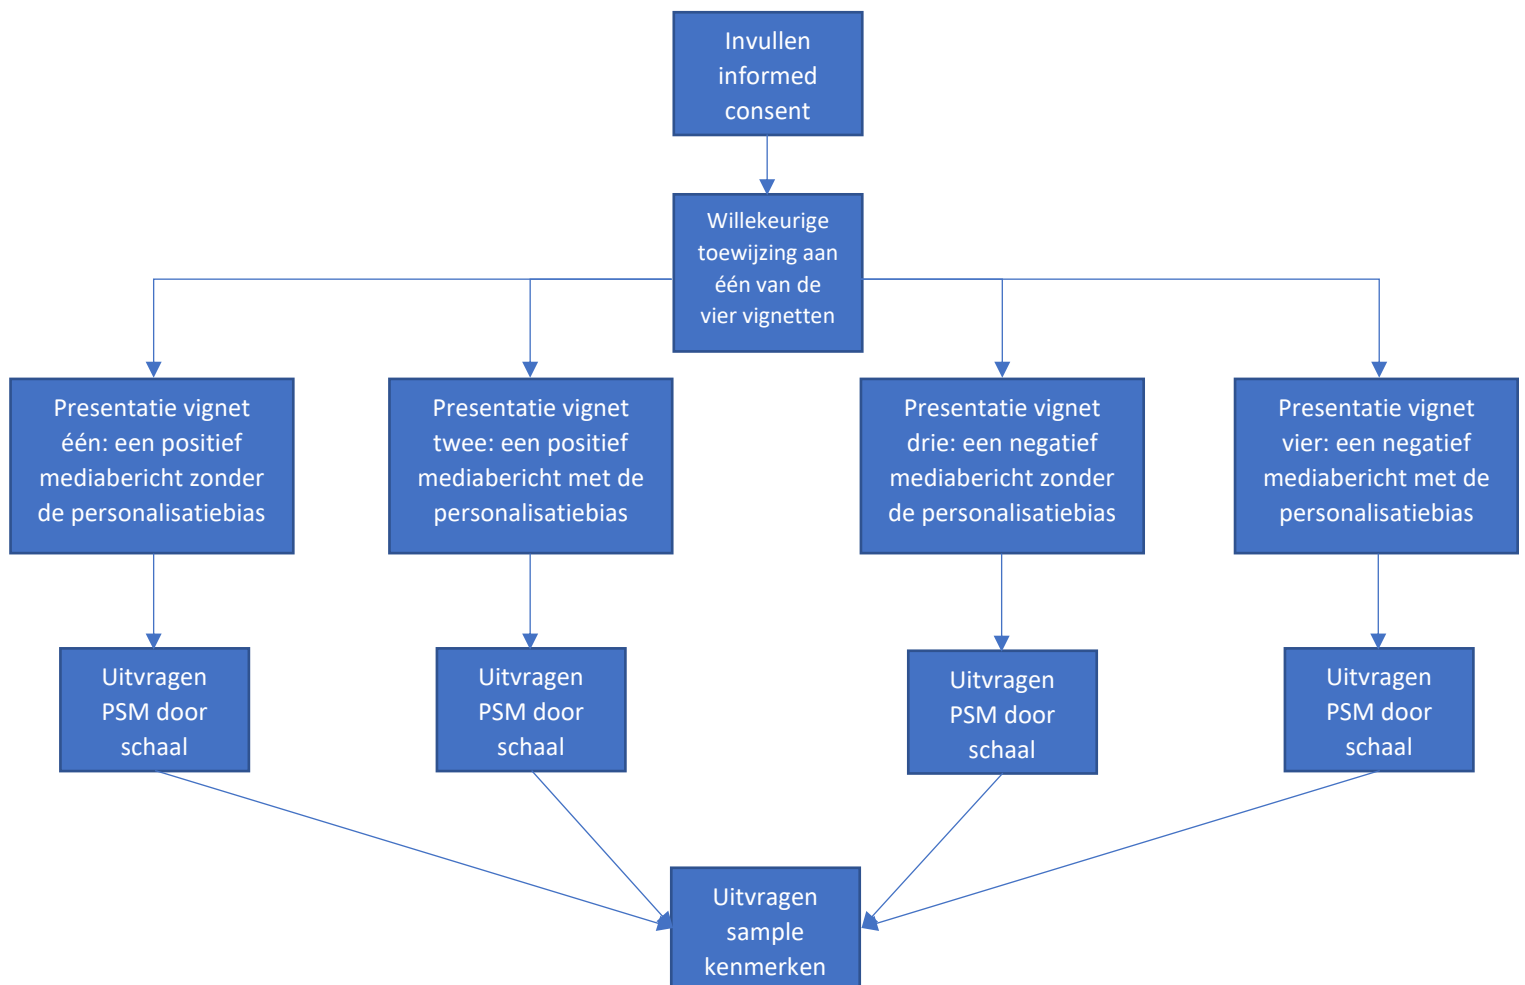 Invullen
informed
consent
Willekeurige
toewijzing aan
één van de
vier vignetten
Presentatie vignet
één: een positief
mediabericht zonder
de personalisatiebias
Presentatie vignet
twee: een positief
mediabericht met de
personalisatiebias
Presentatie vignet
drie: een negatief
mediabericht zonder
de personalisatiebias
Presentatie vignet
vier: een negatief
mediabericht met de
personalisatiebias
Uitvragen
PSM door
schaal
Uitvragen
PSM door
schaal
Uitvragen
PSM door
schaal
Uitvragen
PSM door
schaal
Uitvragen
sample
kenmerken